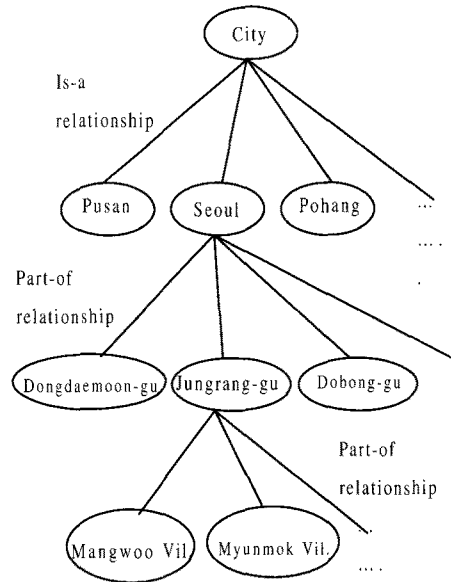 City
Is-a
relationship
Pusan Seoul Pohang ...
... .
.
Part-of
relationship
Dongdaemoon-gu Jungrang-gu Dobong-gu
Part-of
relationship
Mangwoo Vil. Myunmok Vil. ... .
... .